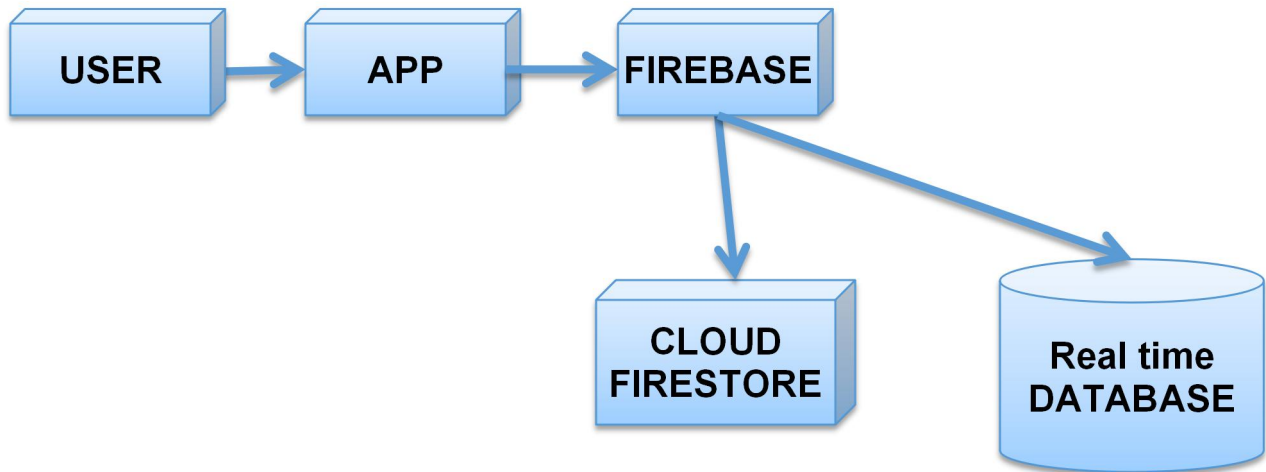 USER
APP
FIREBASE
CLOUD
FIRESTORE
Real time
DATABASE